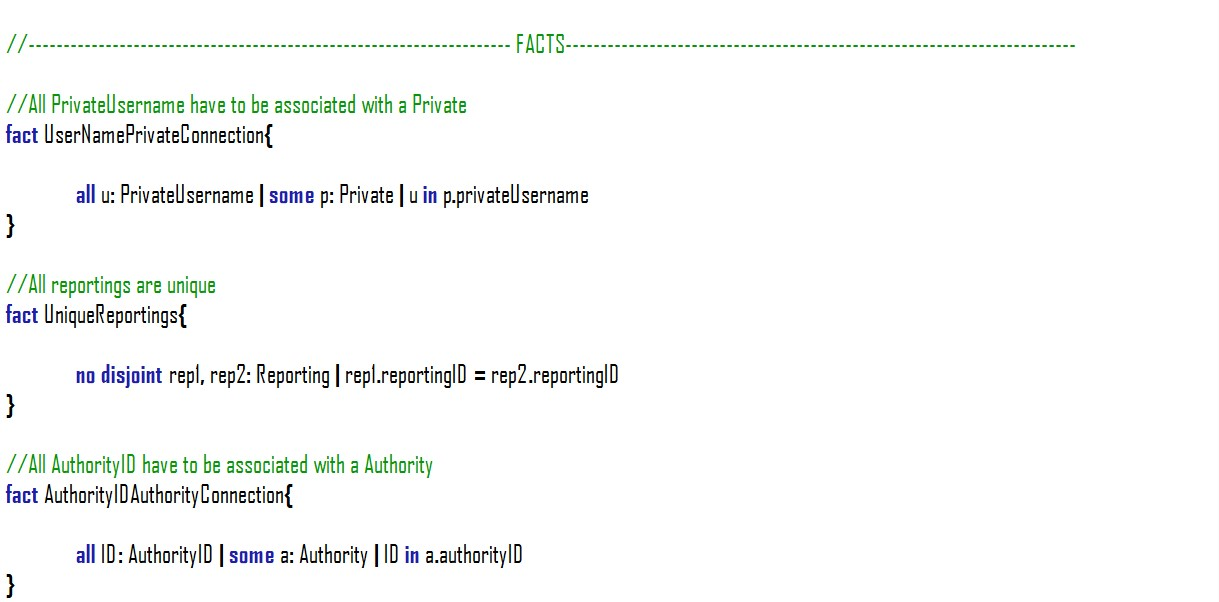 //--------------------------------------------------------------------- FACTS-------------------------------------------------------------------------
//All PrivateUsername have to be associated with a Private
fact UserNamePrivateConnection{
all u: PrivateUsername | some p: Private | u in p.privateUsername
}
//All reportings are unique
fact UniqueReportings{
no disjoint rep1, rep2: Reporting | rep1.reportingID = rep2.reportingID
}
//All AuthorityID have to be associated with a Authority
fact AuthorityIDAuthorityConnection{
all ID: AuthorityID | some a: Authority | ID in a.authorityID
}